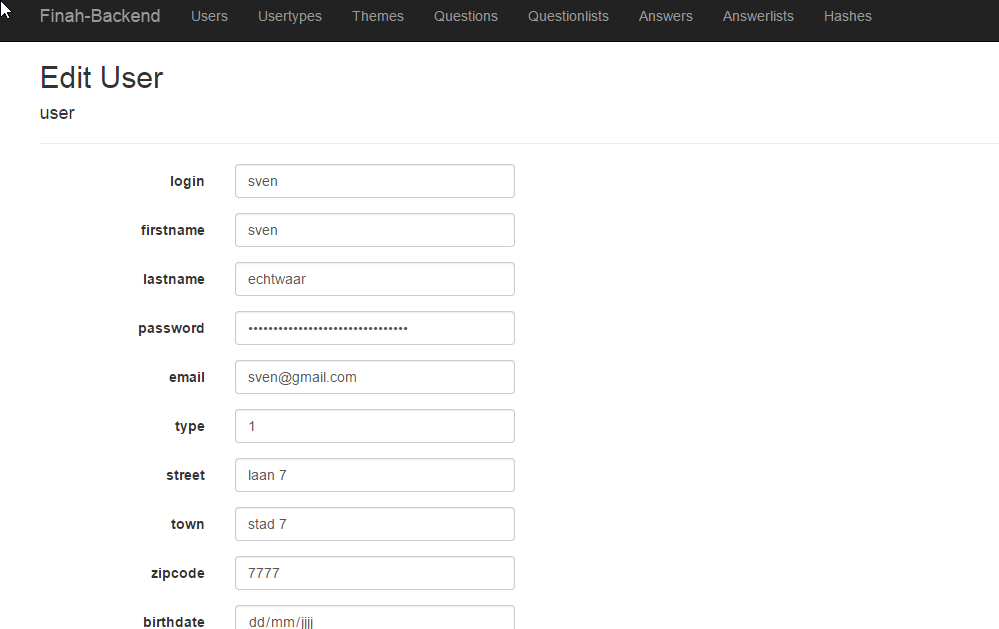 Finah-Backend Users Usertypes Themes Questions Questionlists Answers Answerlists Hashes
Edit User
user
login sven
firstname sven
lastname echtwaar
password ••••••••••••••••••••••••••••••••
email sven@gmail.com
type 1
street laan 7
town stad 7
zipcode 7777
birthdate dd/mm/jjjj